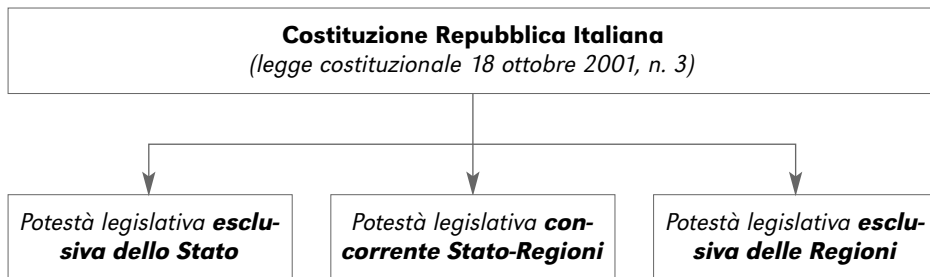 Costituzione Repubblica Italiana
(legge costituzionale 18 ottobre 2001, n. 3)
Potestà legislativa esclu-
siva dello Stato
Potestà legislativa con-
corrente Stato-Regioni
Potestà legislativa esclu-
siva delle Regioni